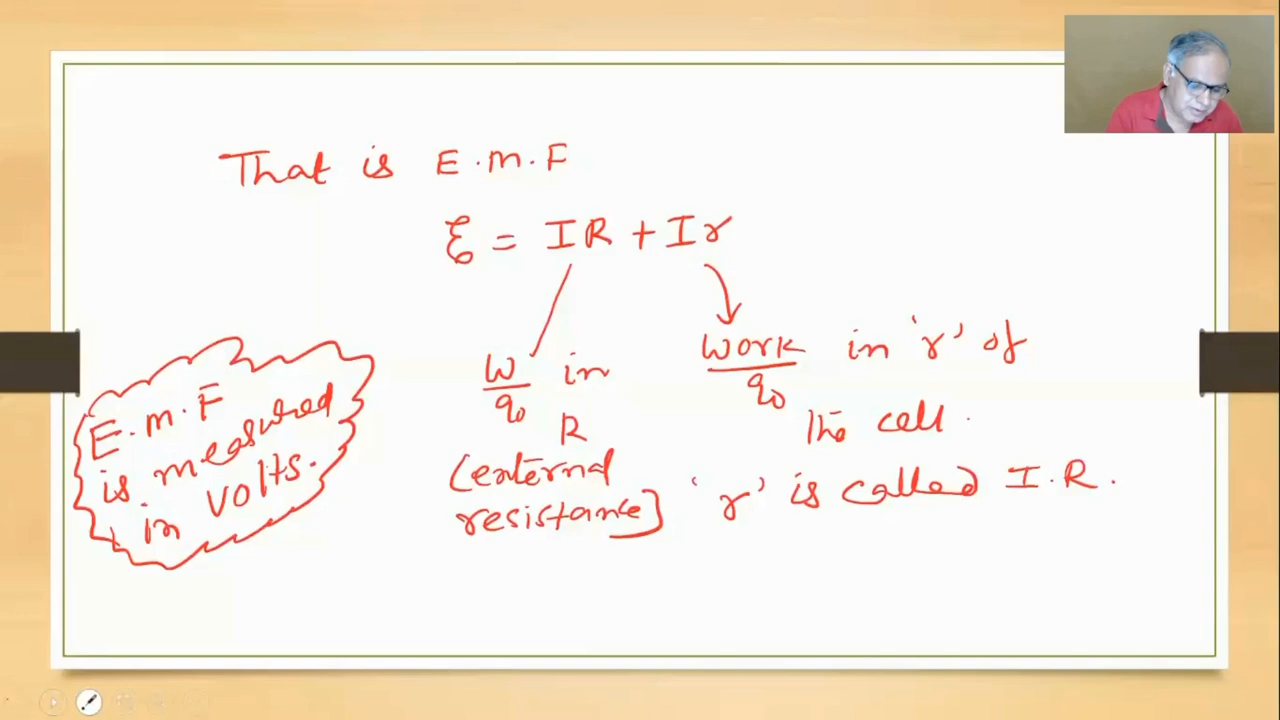 That is E.M.F
ℰ = IR + Ir
W/q₀ in
R
(external
resistance]
Work/q₀ in 'r' of
the cell.
'r' is called I.R.
E.M.F
is measured
in volts.